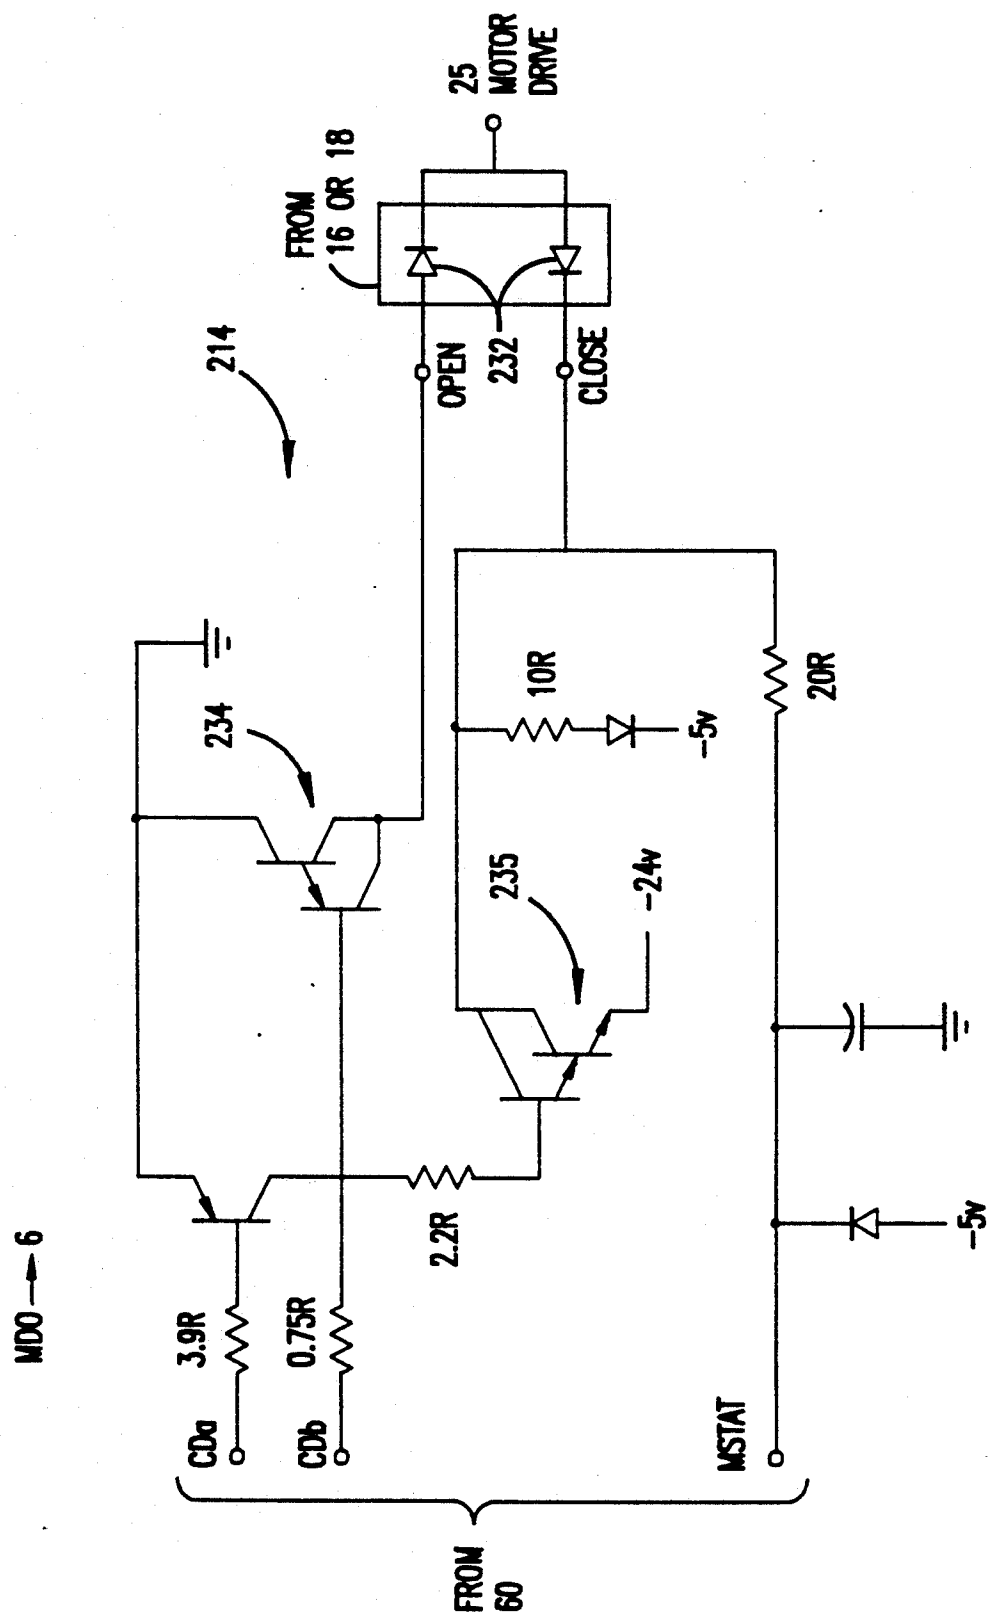 MDO → 6
FROM
60
CDa
3.9R
CDb
0.75R
MSTAT
2.2R
-5v
234
235
-24v
10R
-5v
20R
214
OPEN
232
CLOSE
FROM
16 OR 18
25
MOTOR
DRIVE